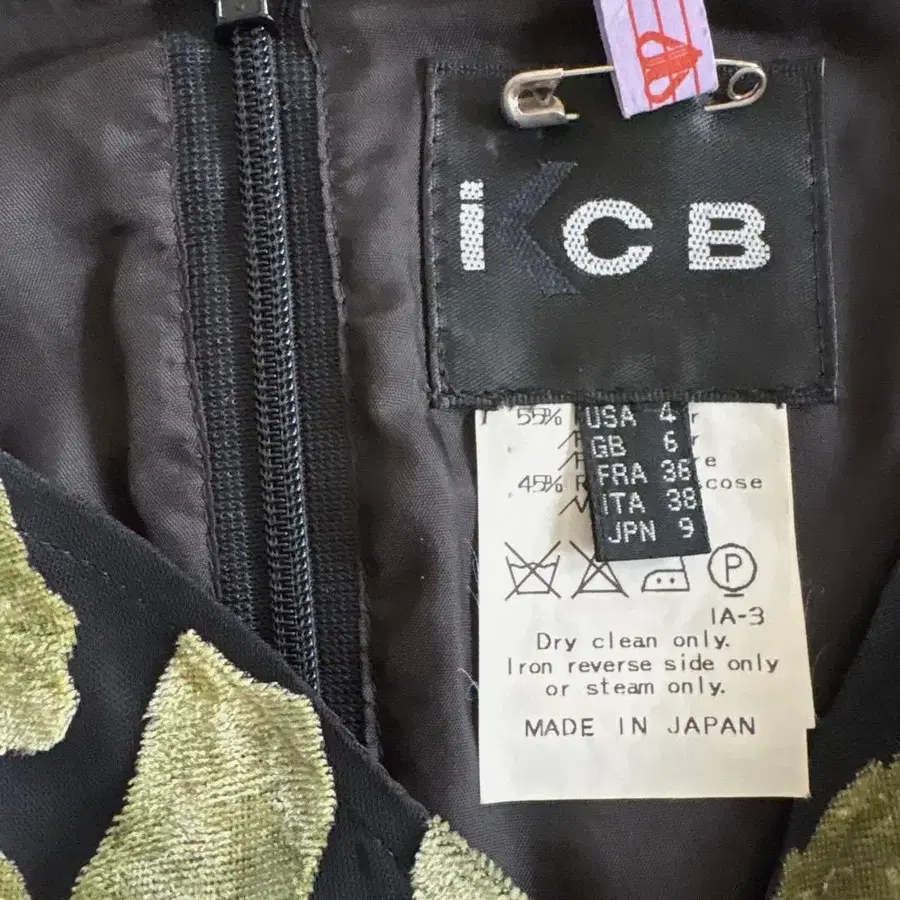 iKCB
55%
45%
cose
USA 4
GB 6
FRA 36
ITA 38
JPN 9
P
IA-3
Dry clean only.
Iron reverse side only
or steam only.
MADE IN JAPAN